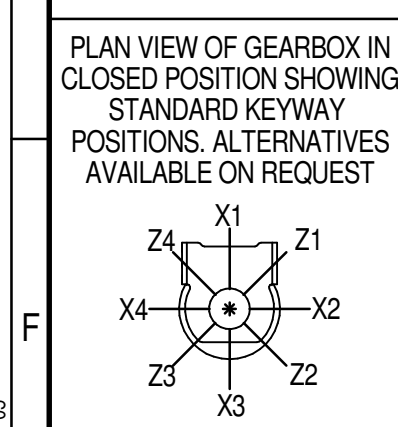 PLAN VIEW OF GEARBOX IN
CLOSED POSITION SHOWING
STANDARD KEYWAY
POSITIONS. ALTERNATIVES
AVAILABLE ON REQUEST
X1
Z4 Z1
X4 X2
F
Z3 Z2
X3